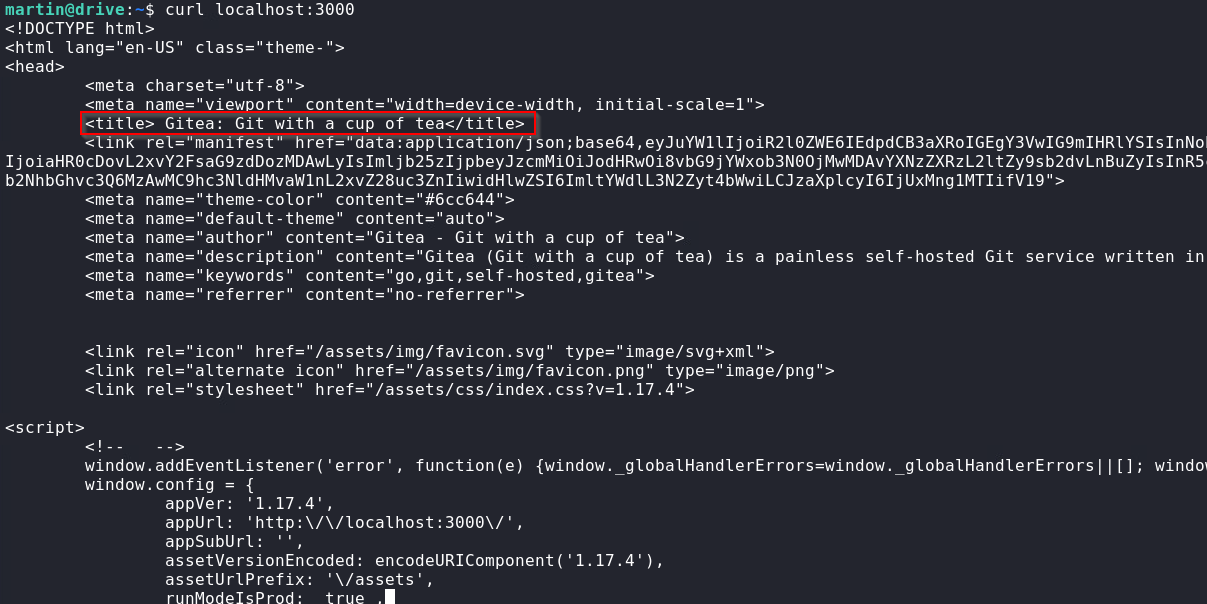 martin@drive:~$ curl localhost:3000
<!DOCTYPE html>
<html lang="en-US" class="theme-">
<head>
        <meta charset="utf-8">
        <meta name="viewport" content="width=device-width, initial-scale=1">
        <title> Gitea: Git with a cup of tea</title>
        <link rel="manifest" href="data:application/json;base64,eyJuYW1lIjoiR2l0ZWE6IEdpdCB3aXRoIGEgY3VwIG9mIHRlYSIsInNob
IjoiaHR0cDovL2xvY2FsaG9zdDozMDAwLyIsImljb25zIjpbeyJzcmMiOiJodHRwOi8vbG9jYWxob3N0OjMwMDAvYXNzZXRzL2ltZy9sb2dvLnBuZyIsInR5c
b2NhbGhvc3Q6MzAwMC9hc3NldHMvaW1nL2xvZ28uc3ZnIiwidHlwZSI6ImltYWdlL3N2Zyt4bWwiLCJzaXplcyI6IjUxMng1MTIifV19">
        <meta name="theme-color" content="#6cc644">
        <meta name="default-theme" content="auto">
        <meta name="author" content="Gitea - Git with a cup of tea">
        <meta name="description" content="Gitea (Git with a cup of tea) is a painless self-hosted Git service written in
        <meta name="keywords" content="go,git,self-hosted,gitea">
        <meta name="referrer" content="no-referrer">
        <link rel="icon" href="/assets/img/favicon.svg" type="image/svg+xml">
        <link rel="alternate icon" href="/assets/img/favicon.png" type="image/png">
        <link rel="stylesheet" href="/assets/css/index.css?v=1.17.4">
<script>
        <!--   -->
        window.addEventListener('error', function(e) {window._globalHandlerErrors=window._globalHandlerErrors||[]; windo
        window.config = {
                appVer: '1.17.4',
                appUrl: 'http:\/\/localhost:3000\/',
                appSubUrl: '',
                assetVersionEncoded: encodeURIComponent('1.17.4'),
                assetUrlPrefix: '\/assets',
                runModeIsProd:  true ,